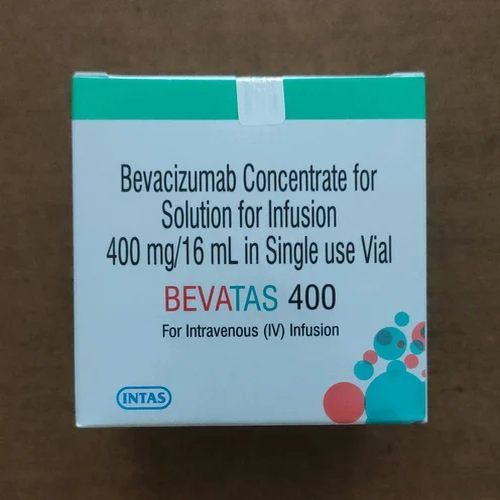 Bevacizumab Concentrate for
Solution for Infusion
400 mg/16 mL in Single use Vial
BEVATAS 400
For Intravenous (IV) Infusion
INTAS